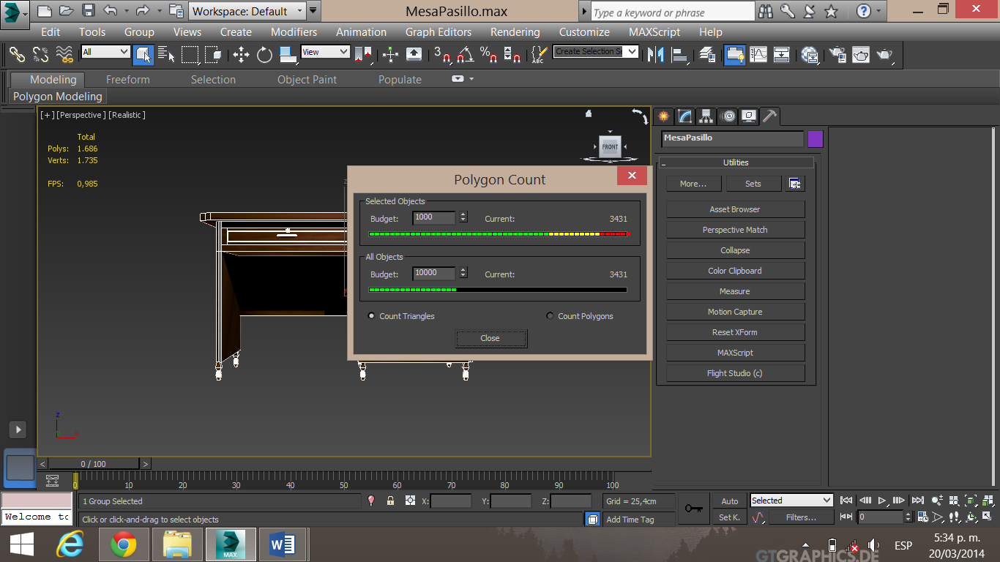 Workspace: Default
MesaPasillo.max
Type a keyword or phrase
Edit Tools Group Views Create Modifiers Animation Graph Editors Rendering Customize MAXScript Help
All
View
3
%
ABC
Create Selection Se
Modeling Freeform Selection Object Paint Populate
Polygon Modeling
[+] [Perspective] [Realistic]
Total
Polys: 1.686
Verts: 1.735
FPS: 0,985
FRONT
Polygon Count
Selected Objects
Budget: 1000 Current: 3431
All Objects
Budget: 10000 Current: 3431
Count Triangles Count Polygons
Close
MesaPasillo
Utilities
More... Sets
Asset Browser
Perspective Match
Collapse
Color Clipboard
Measure
Motion Capture
Reset XForm
MAXScript
Flight Studio (c)
z
x
< 0 / 100 >
0 10 20 30 40 50 60 70 80 90 100
1 Group Selected X: Y: Z: Grid = 25,4cm Auto Selected
Welcome to Click or click-and-drag to select objects Add Time Tag Set K. Filters... 0
MAX
ESP
5:34 p. m.
20/03/2014
GTGRAPHICS.DE